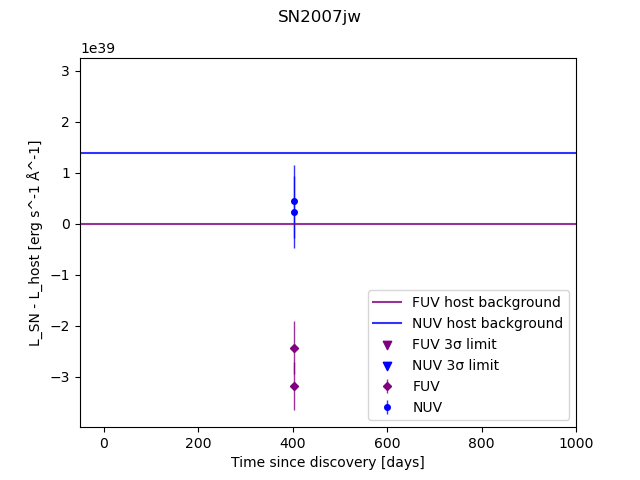 SN2007jw
1e39
3
2
1
0
−1
−2
−3
L_SN - L_host [erg s^-1 Å^-1]
FUV host background
NUV host background
FUV 3σ limit
NUV 3σ limit
FUV
NUV
0 200 400 600 800 1000
Time since discovery [days]